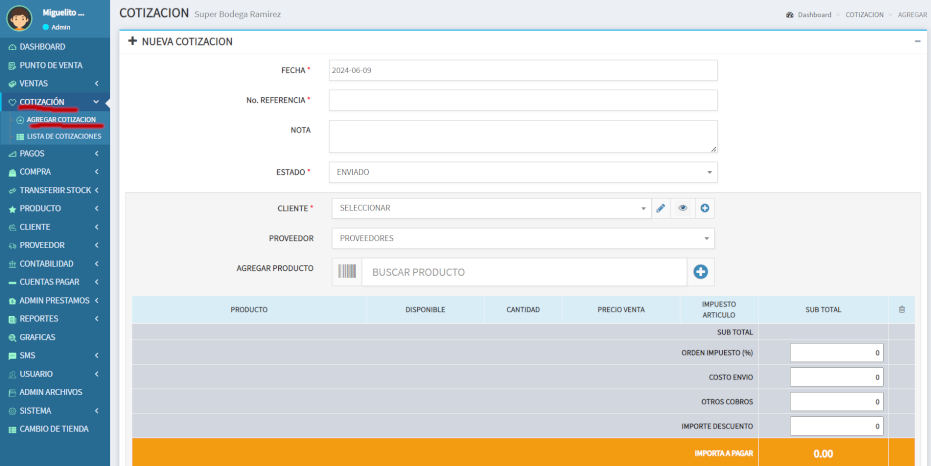 Miguelito ...
Admin
DASHBOARD
PUNTO DE VENTA
VENTAS
COTIZACIÓN
AGREGAR COTIZACION
LISTA DE COTIZACIONES
PAGOS
COMPRA
TRANSFERIR STOCK
PRODUCTO
CLIENTE
PROVEEDOR
CONTABILIDAD
CUENTAS PAGAR
ADMIN PRESTAMOS
REPORTES
GRAFICAS
SMS
USUARIO
ADMIN ARCHIVOS
SISTEMA
CAMBIO DE TIENDA
COTIZACION Super Bodega Ramirez
Dashboard > COTIZACION > AGREGAR
NUEVA COTIZACION
FECHA * 2024-06-09
No. REFERENCIA *
NOTA
ESTADO * ENVIADO
CLIENTE * SELECCIONAR
PROVEEDOR PROVEEDORES
AGREGAR PRODUCTO BUSCAR PRODUCTO
PRODUCTO DISPONIBLE CANTIDAD PRECIO VENTA IMPUESTO ARTICULO SUB TOTAL
SUB TOTAL
ORDEN IMPUESTO (%) 0
COSTO ENVIO 0
OTROS COBROS 0
IMPORTE DESCUENTO 0
IMPORTA A PAGAR 0.00